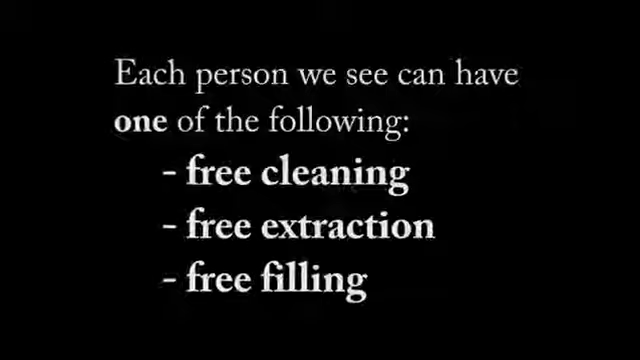 Each person we see can have
one of the following:
- free cleaning
- free extraction
- free filling